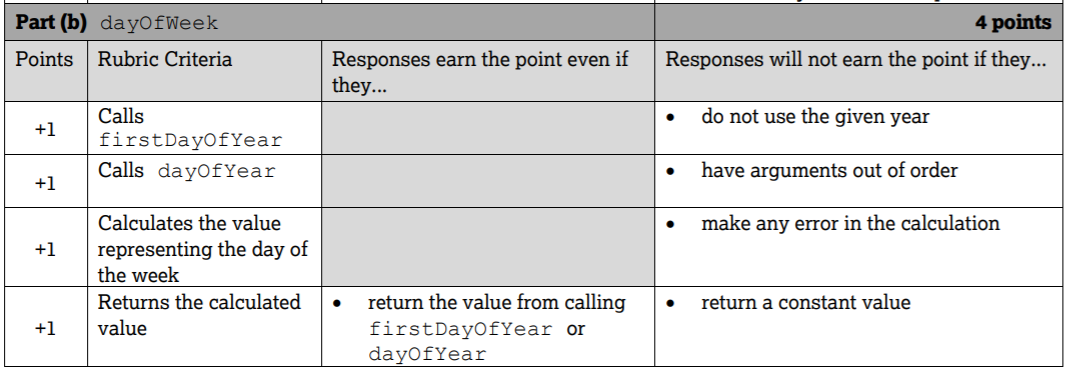 Part (b) dayOfWeek 4 points
Points Rubric Criteria Responses earn the point even if Responses will not earn the point if they...
they...
+1 Calls • do not use the given year
firstDayOfYear
+1 Calls dayOfYear • have arguments out of order
+1 Calculates the value • make any error in the calculation
representing the day of
the week
+1 Returns the calculated • return the value from calling • return a constant value
value firstDayOfYear or
dayOfYear